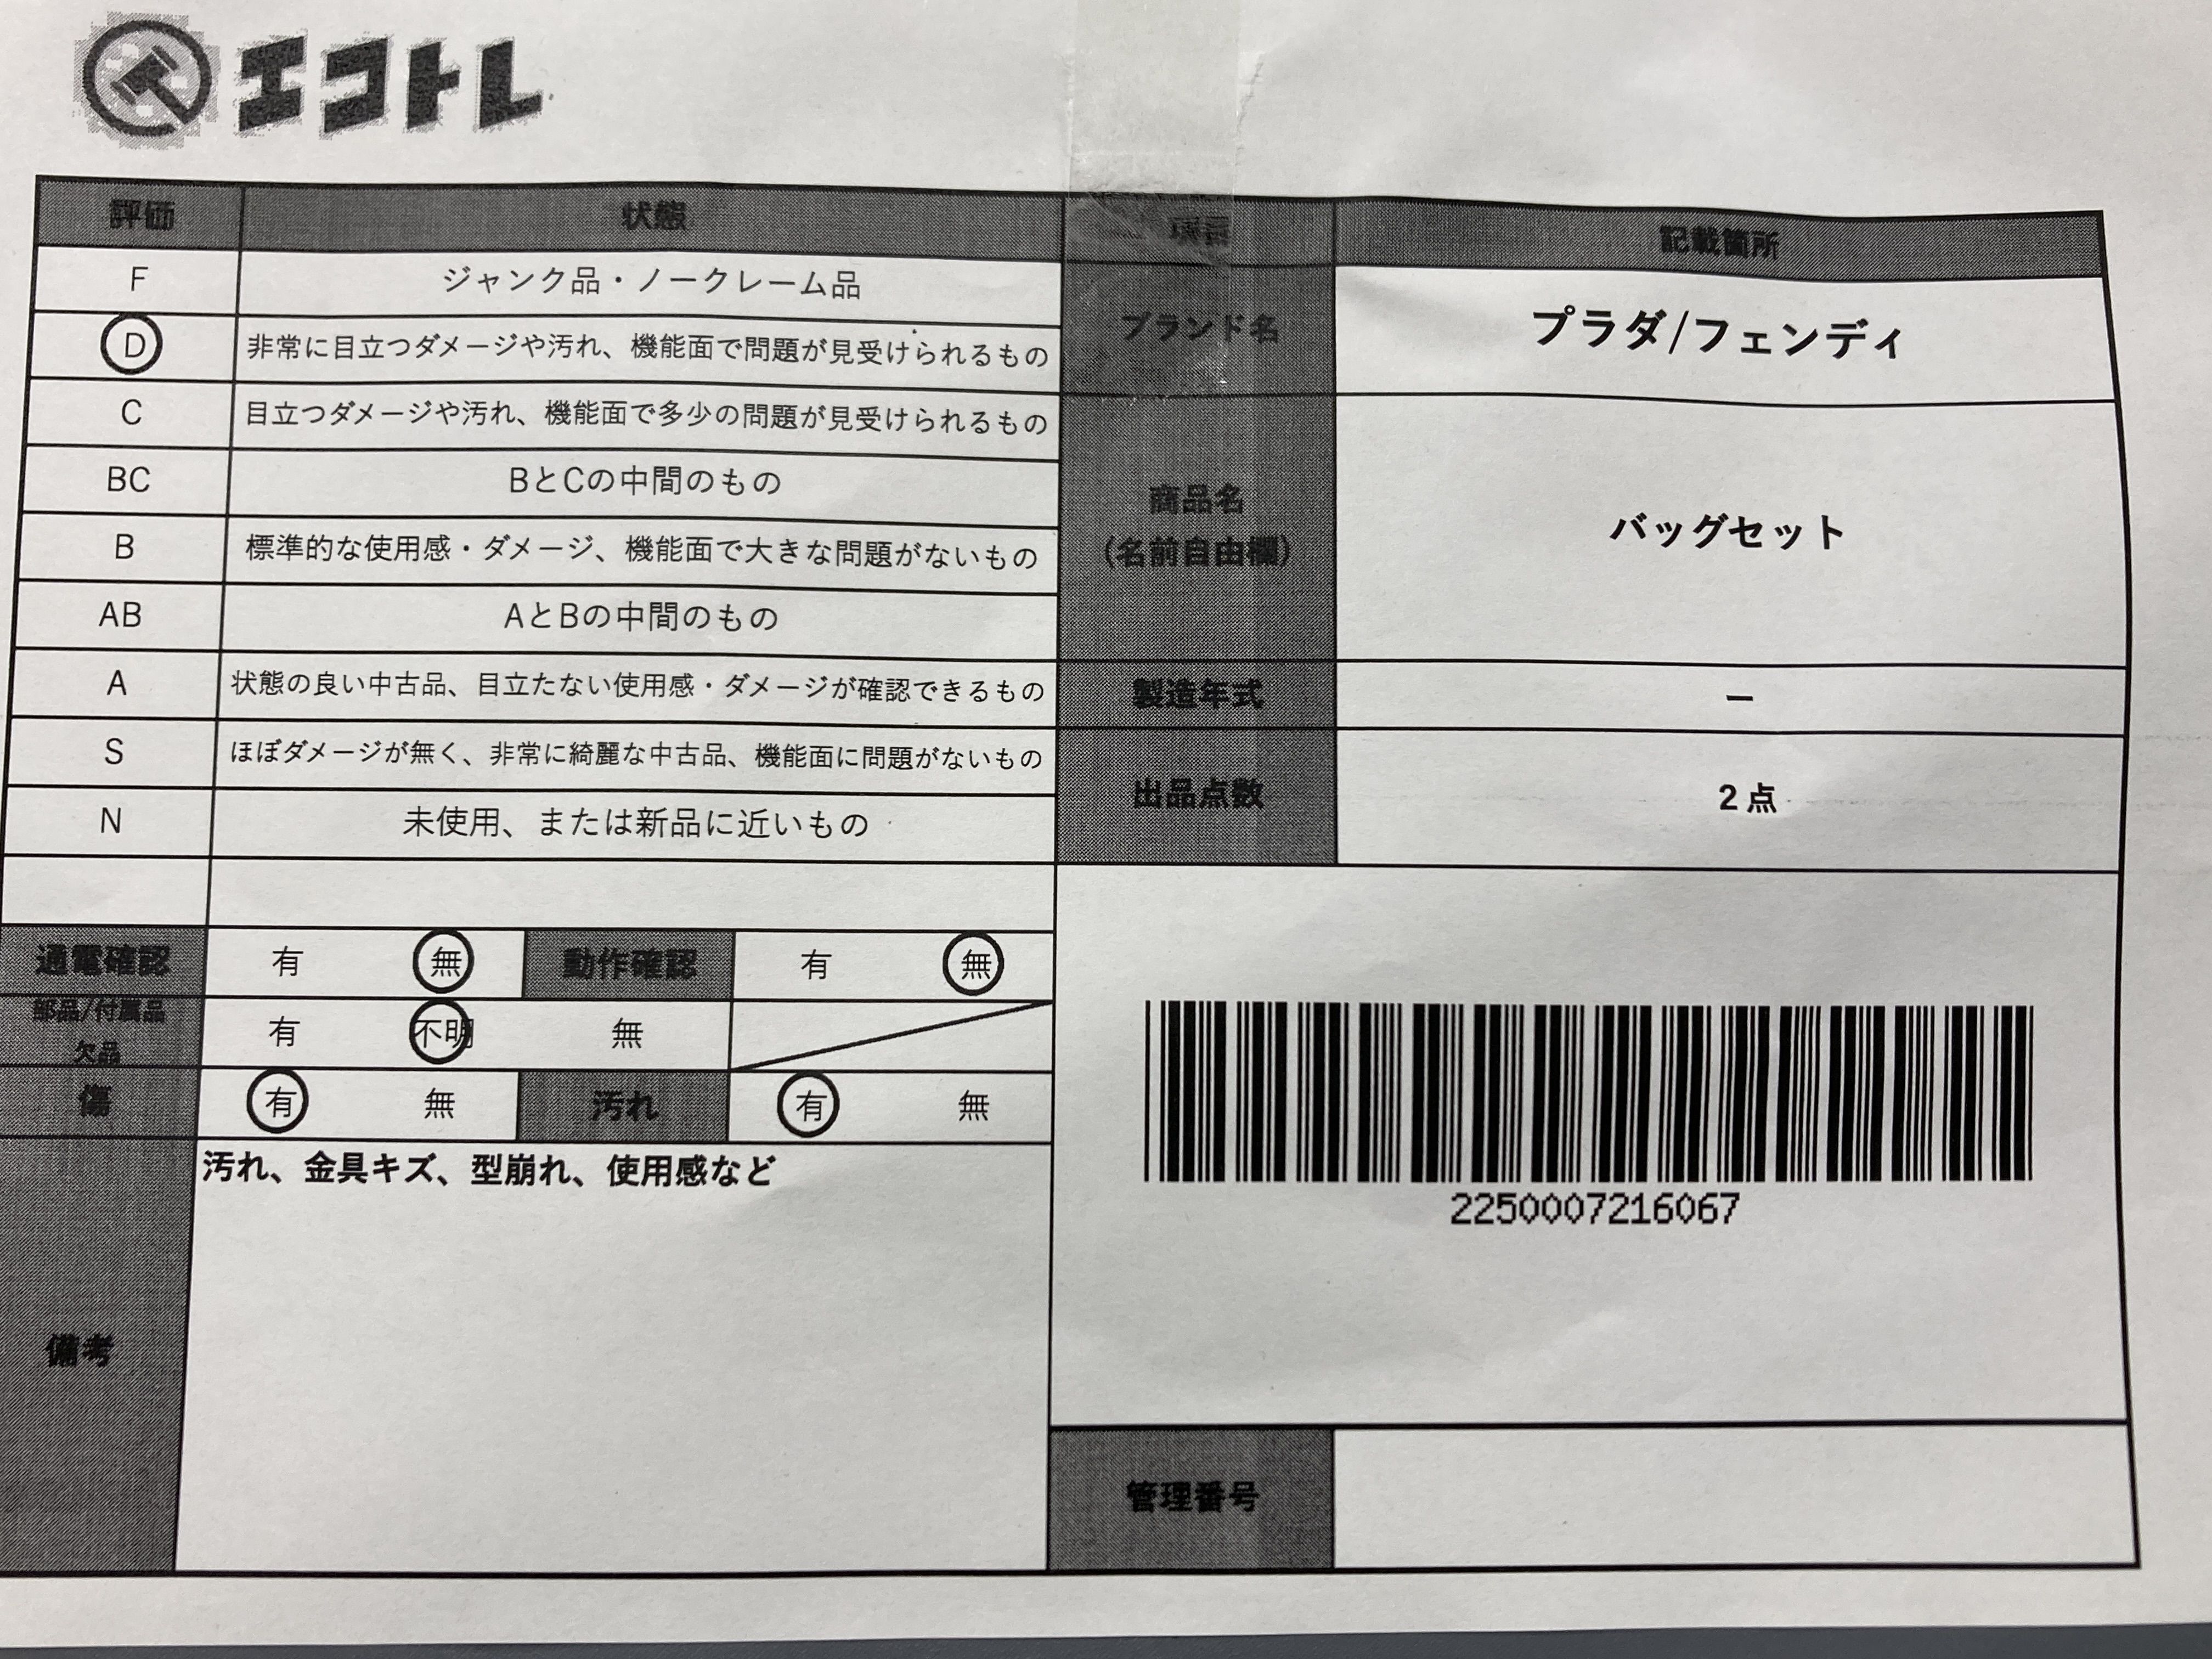 エコトレ
評価 状態 項目 記載箇所
F ジャンク品・ノークレーム品
D 非常に目立つダメージや汚れ、機能面で問題が見受けられるもの
C 目立つダメージや汚れ、機能面で多少の問題が見受けられるもの
BC BとCの中間のもの
B 標準的な使用感・ダメージ、機能面で大きな問題がないもの
AB AとBの中間のもの
A 状態の良い中古品、目立たない使用感・ダメージが確認できるもの
S ほぼダメージが無く、非常に綺麗な中古品、機能面に問題がないもの
N 未使用、または新品に近いもの
ブランド名 プラダ/フェンディ
商品名
(名前自由欄)
バッグセット
製造年式 ー
出品点数 2点
通電確認 有 無 動作確認 有 無
部品/付属品
欠品
有 不明 無
傷 有 無 汚れ 有 無
備考
汚れ、金具キズ、型崩れ、使用感など
2250007216067
管理番号